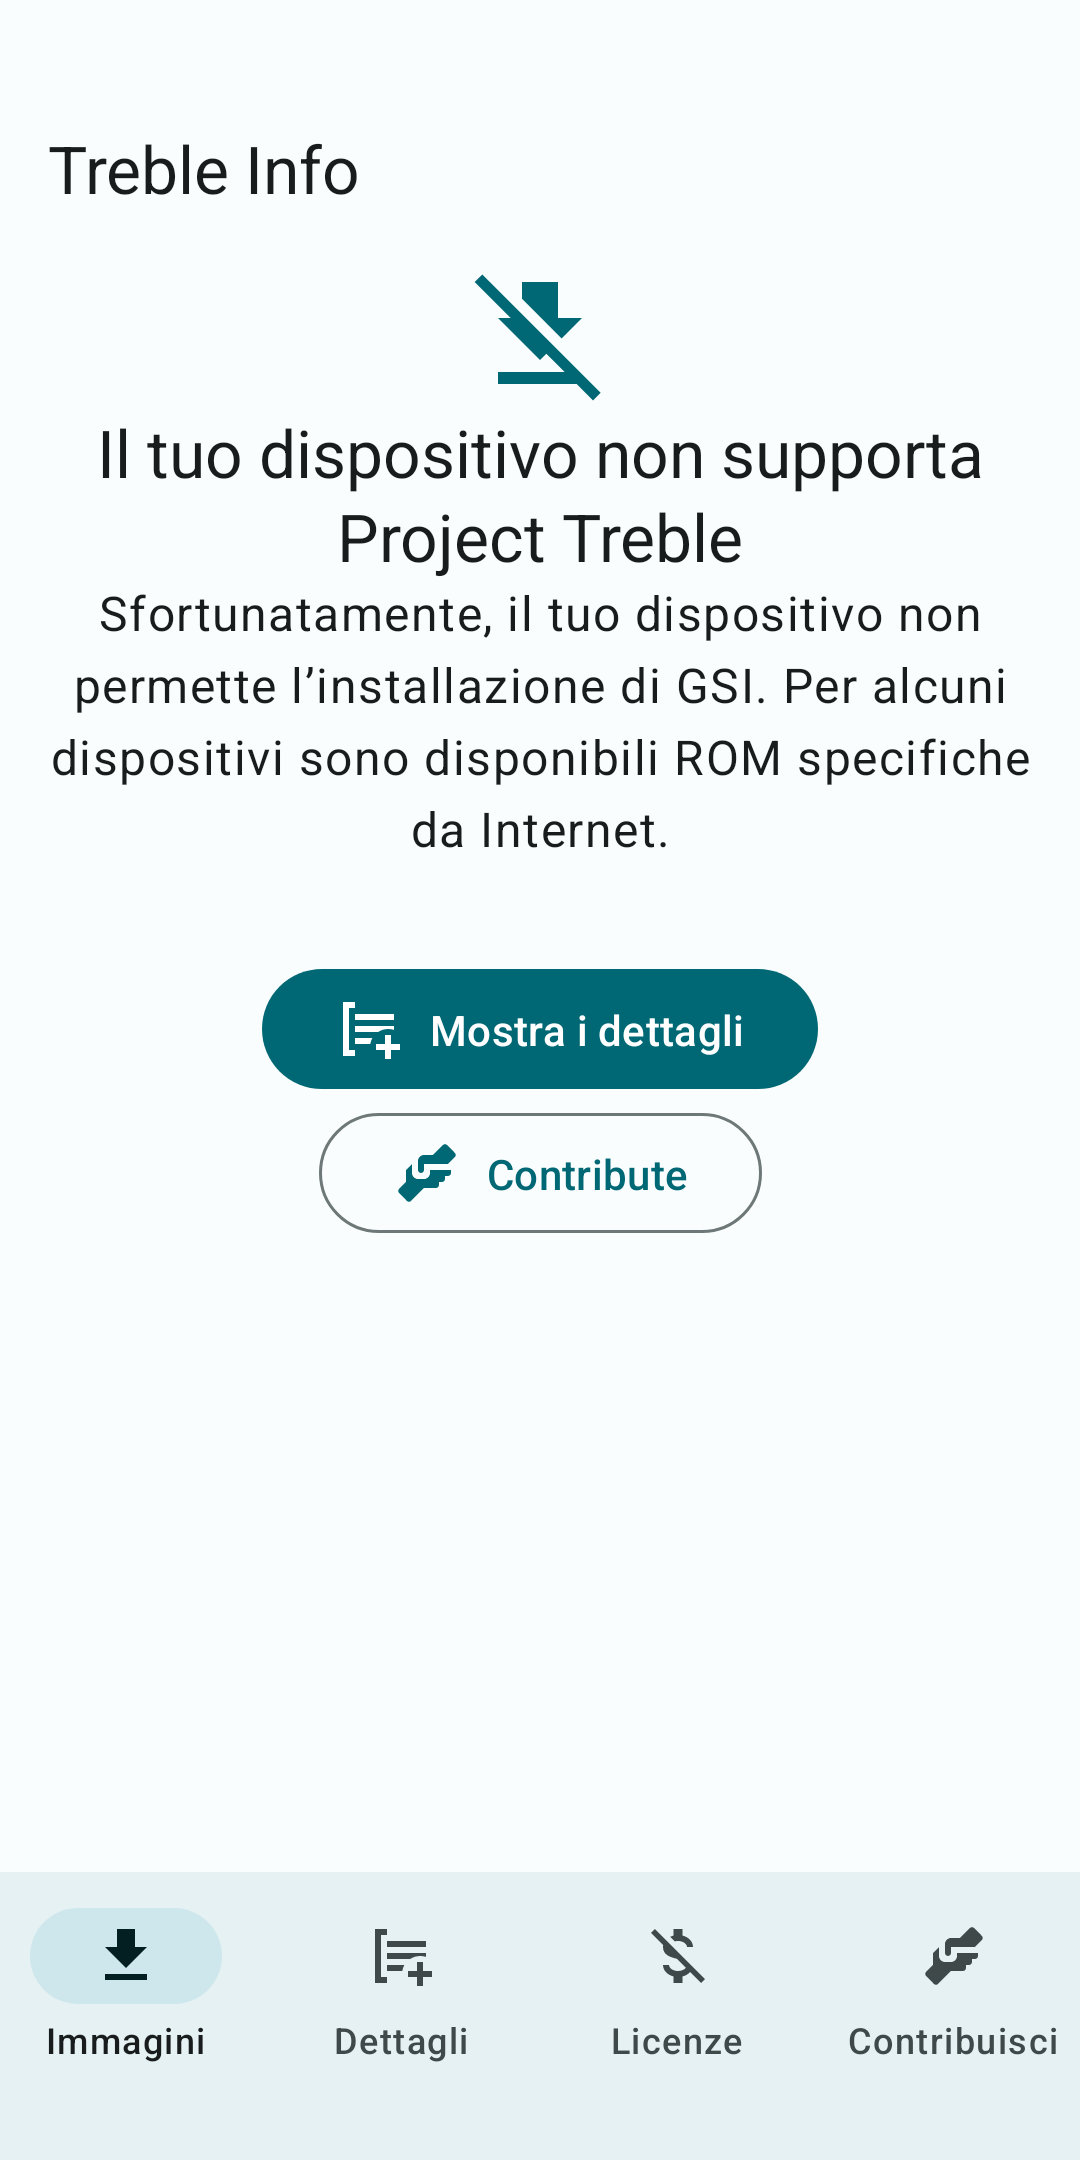 Treble Info
Il tuo dispositivo non supporta
Project Treble
Sfortunatamente, il tuo dispositivo non
permette l’installazione di GSI. Per alcuni
dispositivi sono disponibili ROM specifiche
da Internet.
Mostra i dettagli
Contribute
Immagini
Dettagli
Licenze
Contribuisci